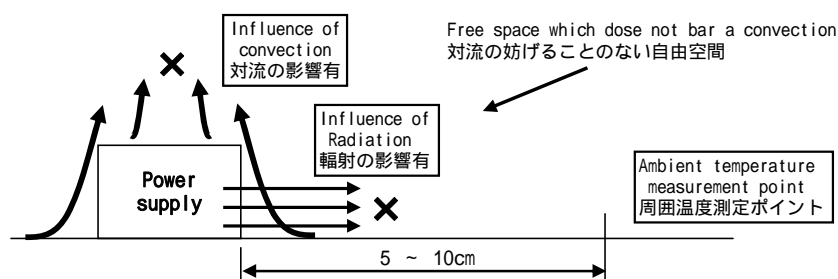 Influence of
convection
対流の影響有
Free space which dose not bar a convection
対流の妨げることのない自由空間
Influence of
Radiation
輻射の影響有
Power
supply
Ambient temperature
measurement point
周囲温度測定ポイント
5 ～ 10cm